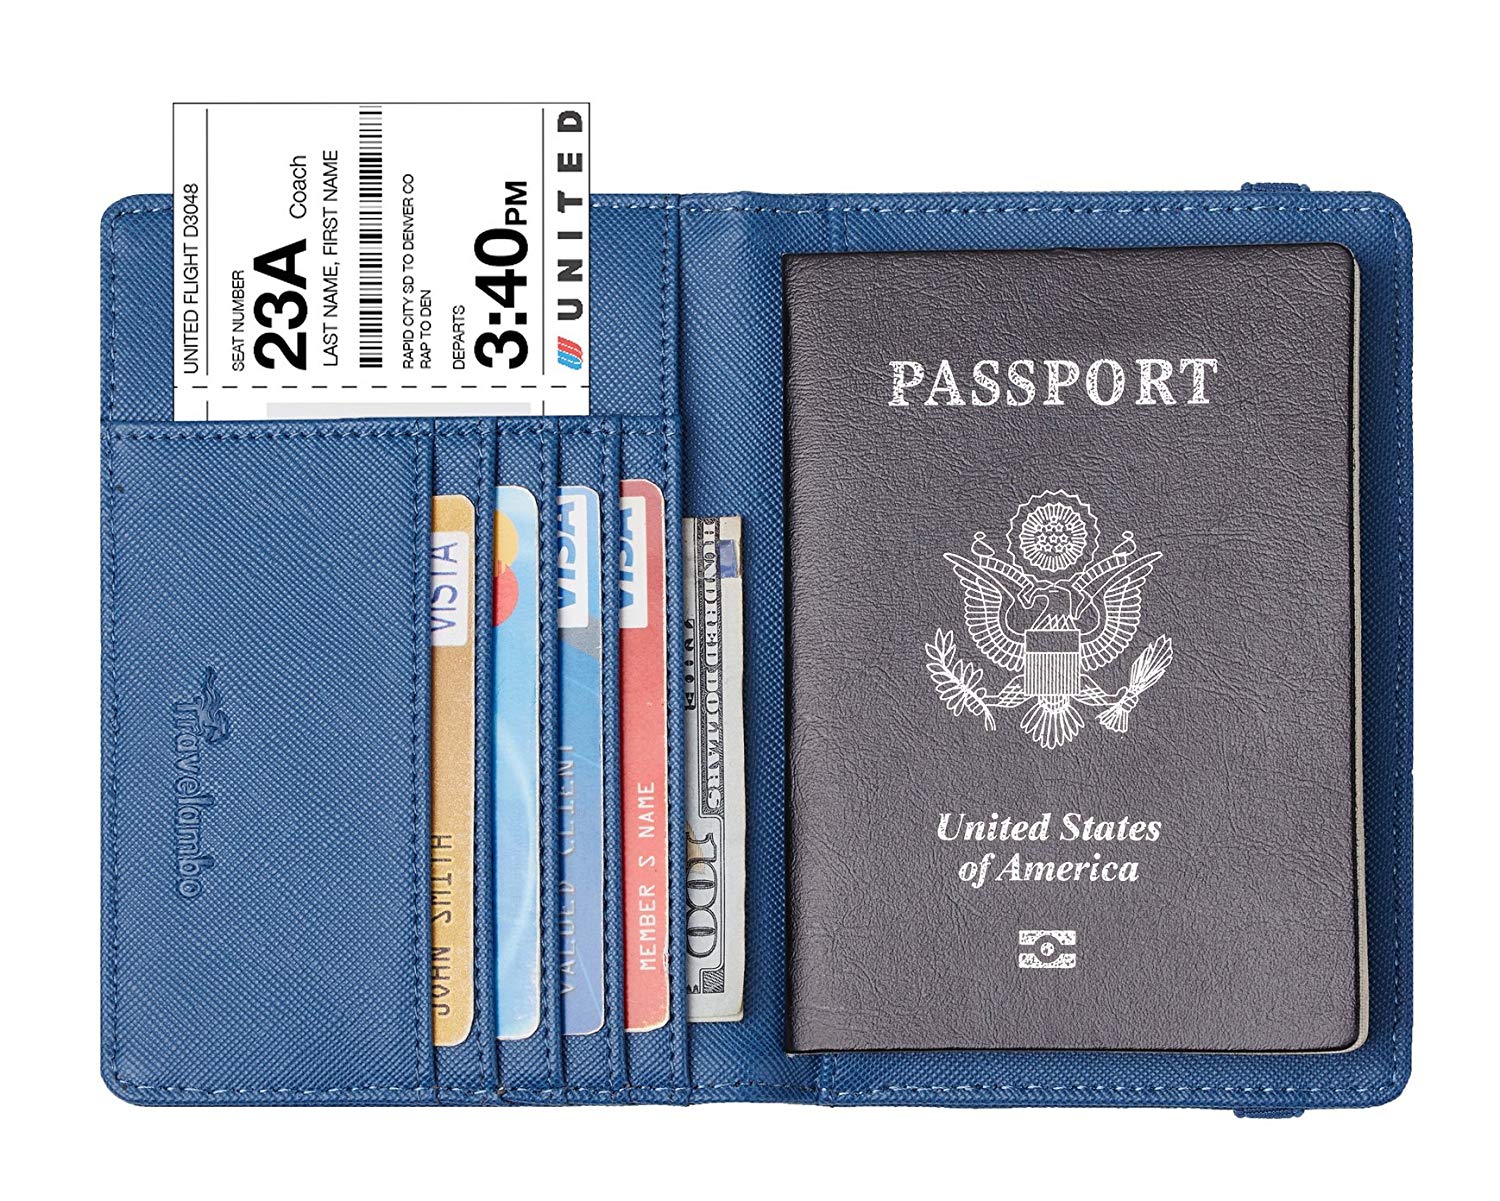 UNITED FLIGHT D3048
SEAT NUMBER
23A Coach
LAST NAME, FIRST NAME
RAPID CITY SD TO DENVER CO
RAP TO DEN
DEPARTS
3:40PM
UNITED
Travelambo
VISTA
JOHN SMITH
VISA
VALUED CLIENT
VISA
MEMBER S NAME
100
PASSPORT
United States
of America